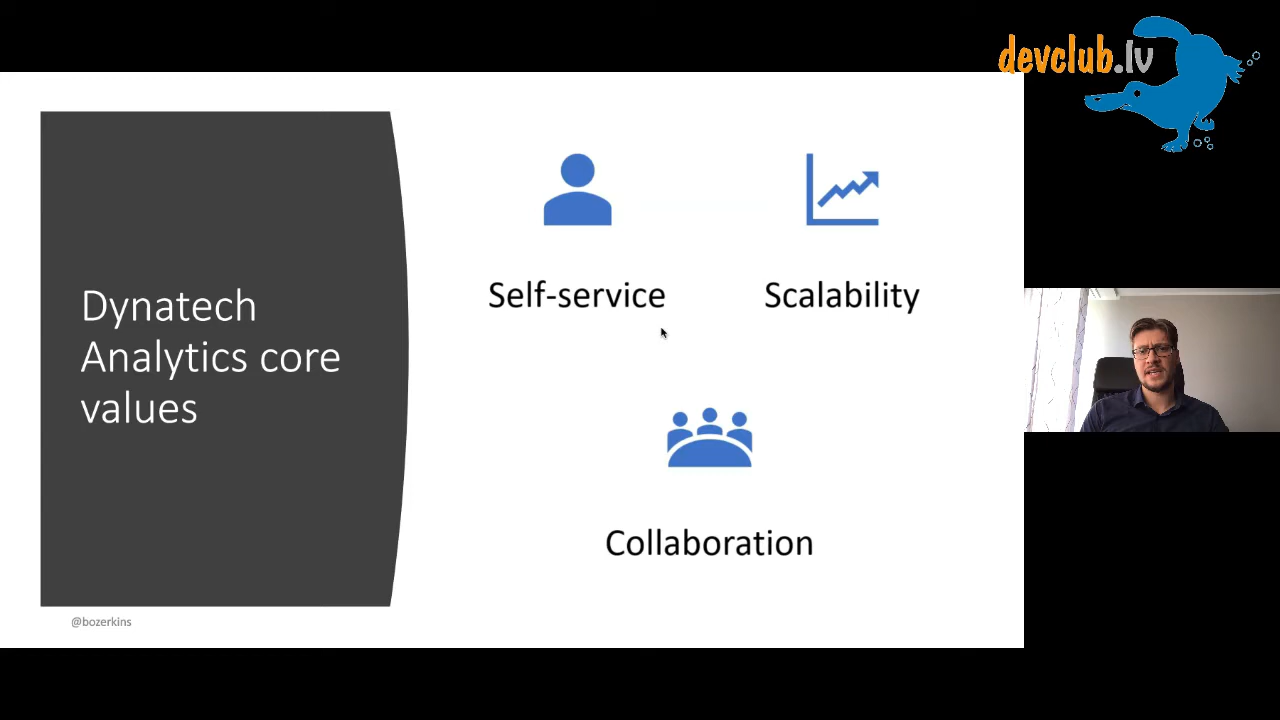 devclub.lv
Dynatech
Analytics core
values
Self-service
Scalability
Collaboration
@bozerkins